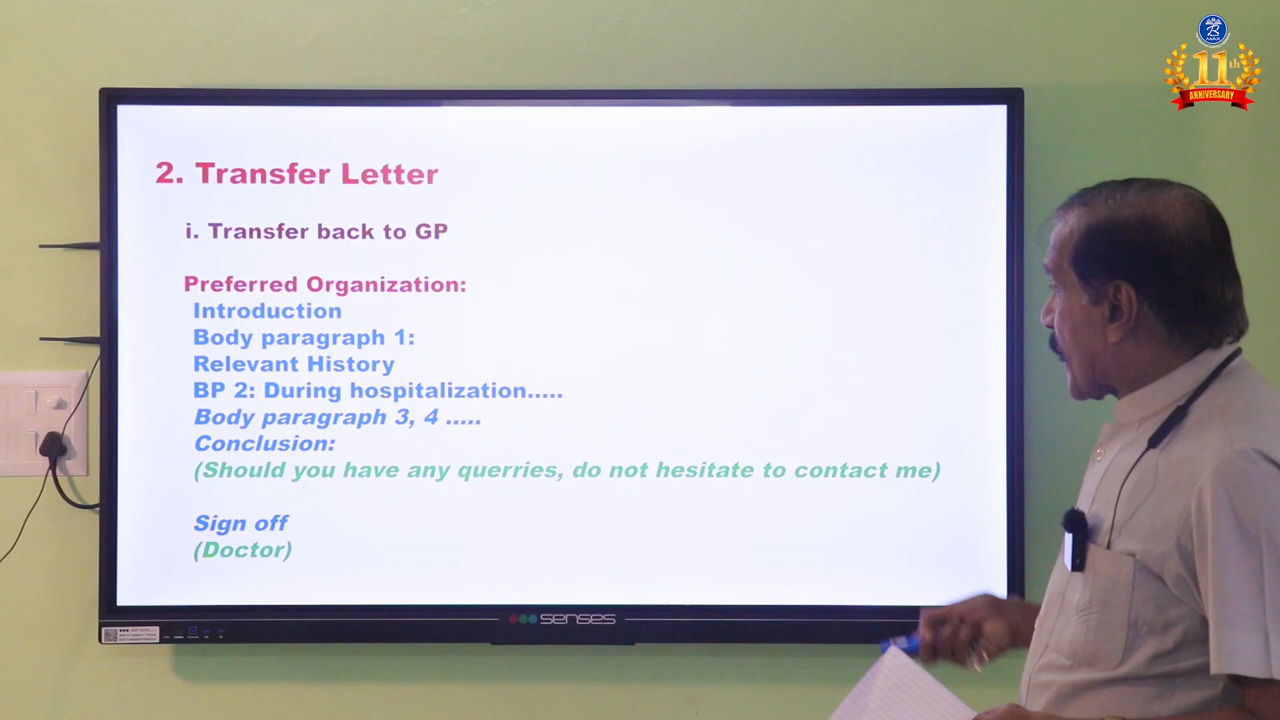 B
MAX
11th
ANNIVERSARY
2. Transfer Letter
i. Transfer back to GP
Preferred Organization:
Introduction
Body paragraph 1:
Relevant History
BP 2: During hospitalization.....
Body paragraph 3, 4 .....
Conclusion:
(Should you have any querries, do not hesitate to contact me)
Sign off
(Doctor)
senses